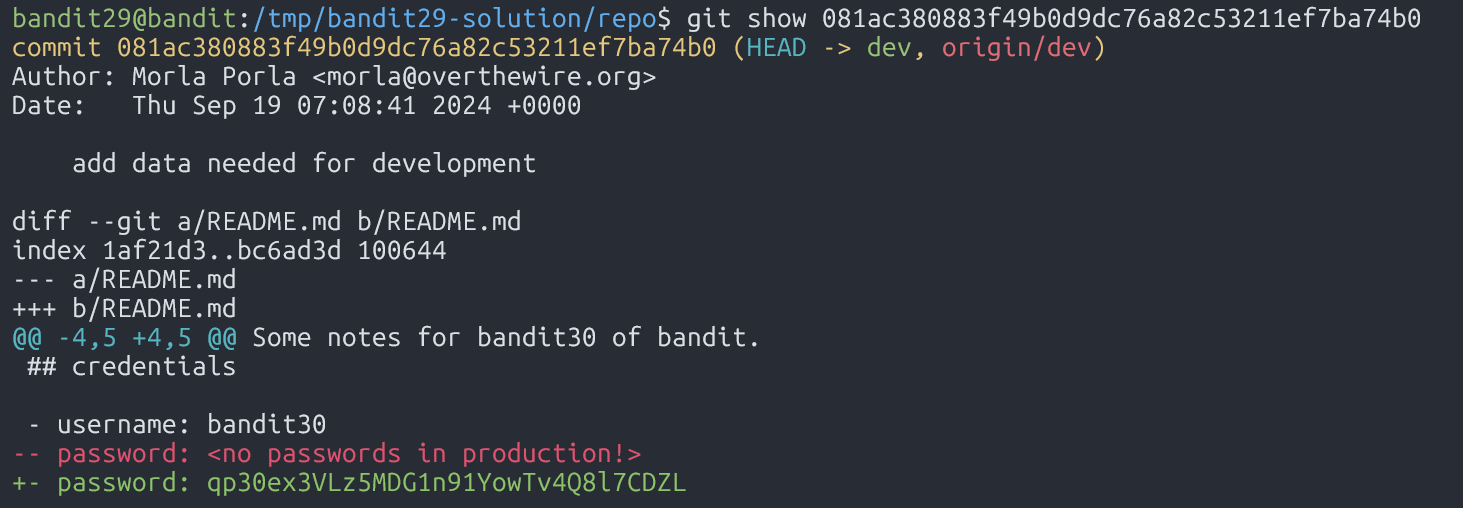 bandit29@bandit:/tmp/bandit29-solution/repo$ git show 081ac380883f49b0d9dc76a82c53211ef7ba74b0
commit 081ac380883f49b0d9dc76a82c53211ef7ba74b0 (HEAD -> dev, origin/dev)
Author: Morla Porla <morla@overthewire.org>
Date:   Thu Sep 19 07:08:41 2024 +0000

    add data needed for development

diff --git a/README.md b/README.md
index 1af21d3..bc6ad3d 100644
--- a/README.md
+++ b/README.md
@@ -4,5 +4,5 @@ Some notes for bandit30 of bandit.
 ## credentials

 - username: bandit30
-- password: <no passwords in production!>
+- password: qp30ex3VLz5MDG1n91YowTv4Q8l7CDZL